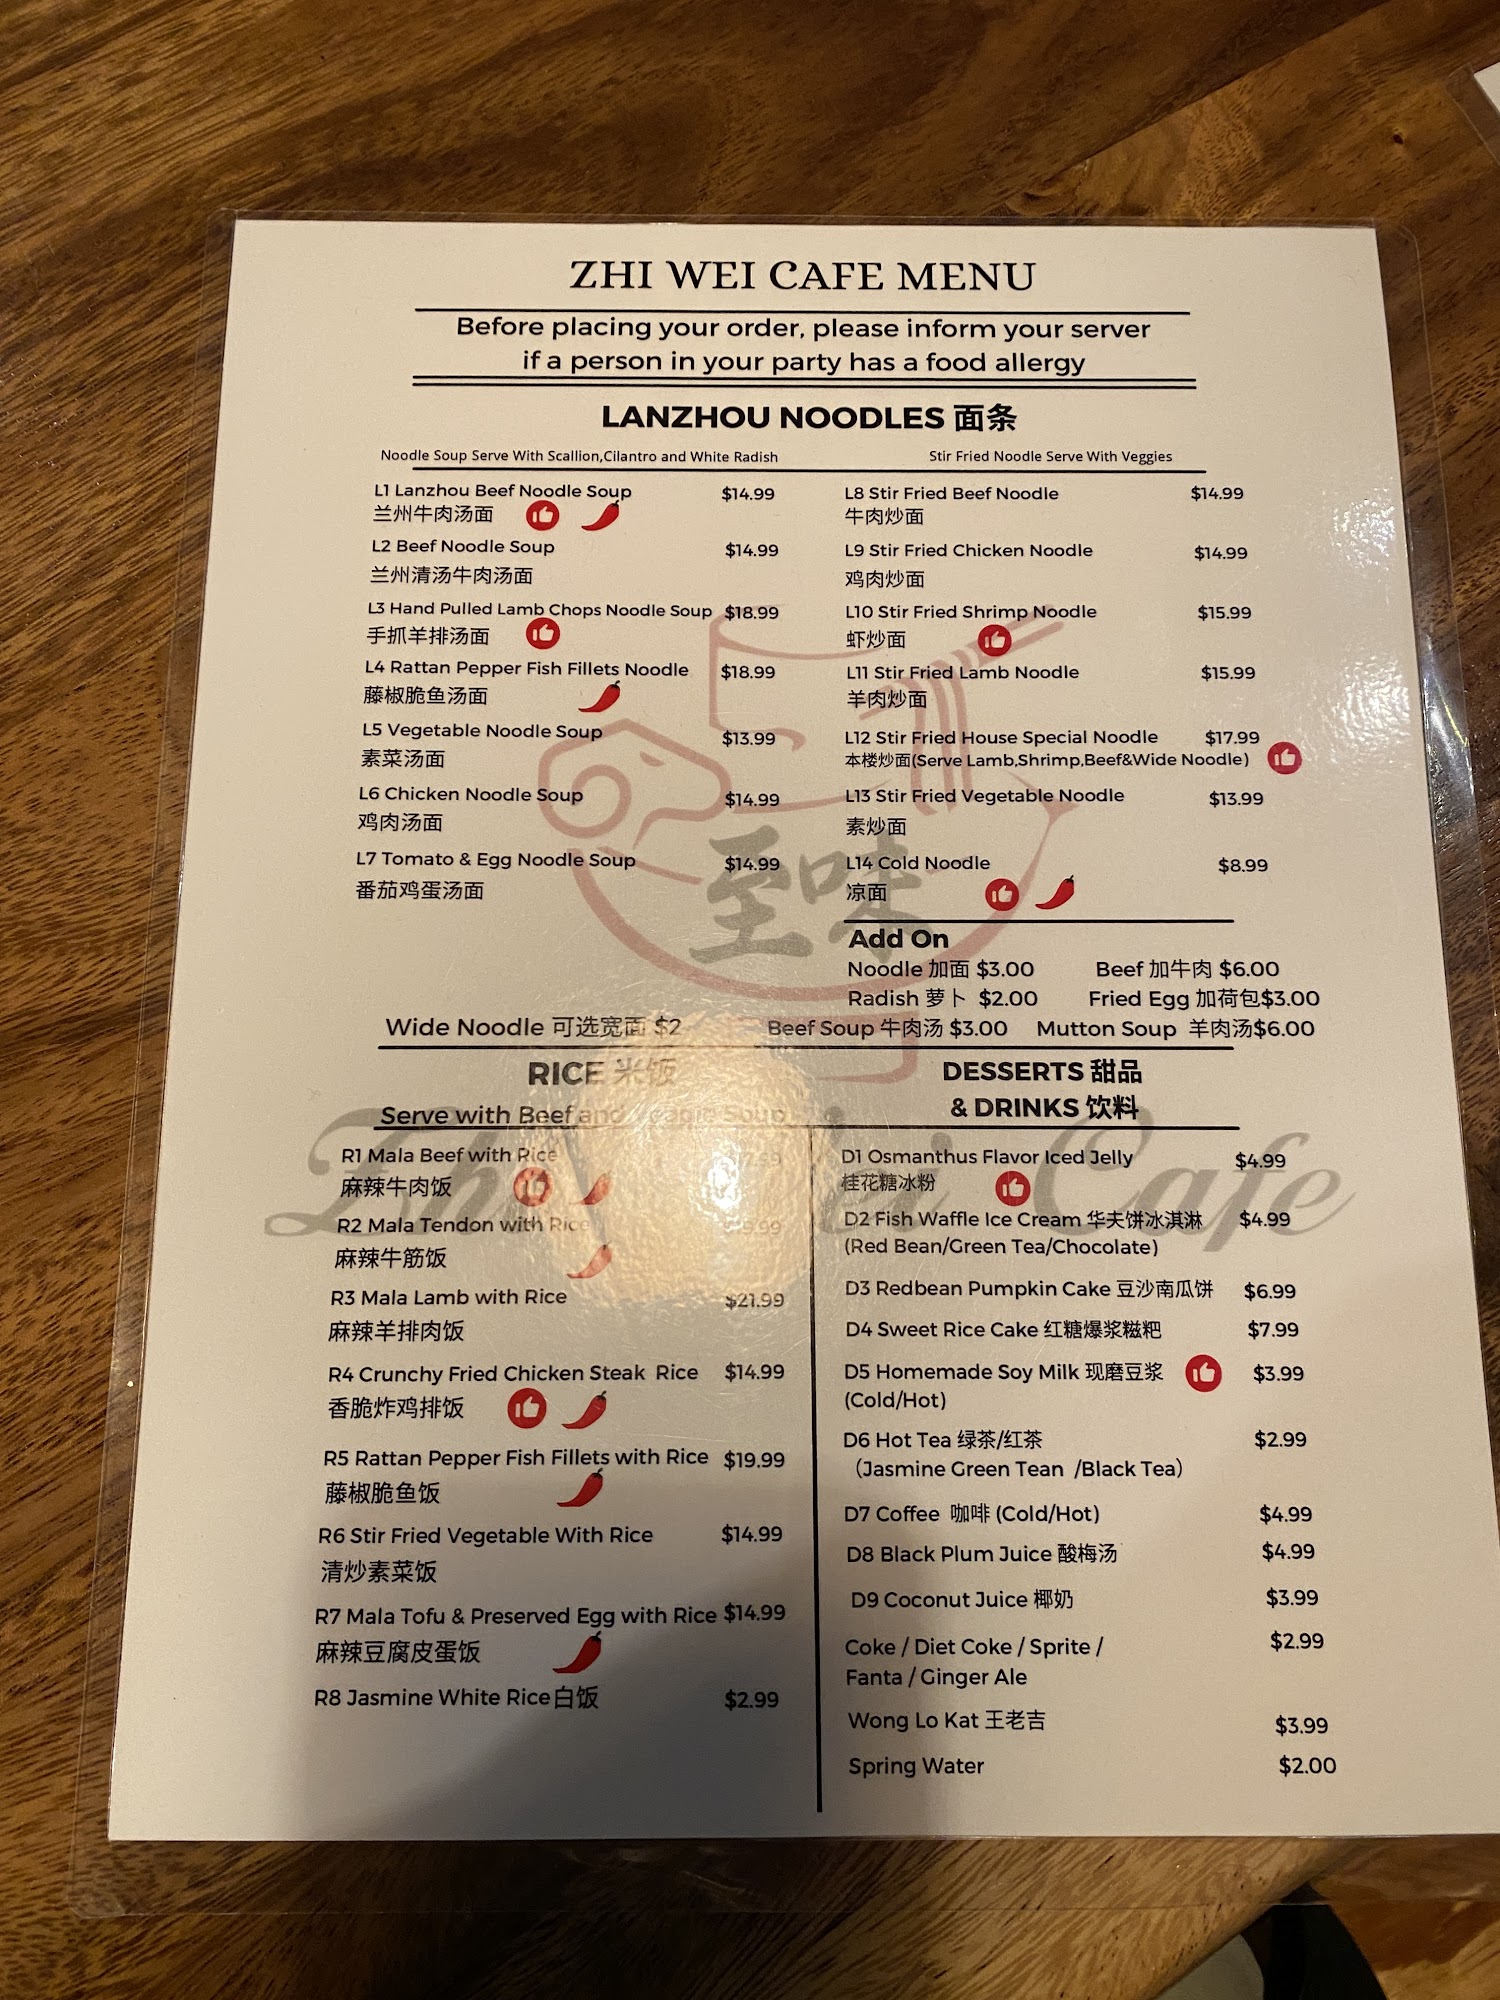 ZHI WEI CAFE MENU
Before placing your order, please inform your server
if a person in your party has a food allergy
LANZHOU NOODLES 面条
Noodle Soup Serve With Scallion,Cilantro and White Radish
L1 Lanzhou Beef Noodle Soup $14.99
兰州牛肉汤面
L2 Beef Noodle Soup $14.99
兰州清汤牛肉汤面
L3 Hand Pulled Lamb Chops Noodle Soup $18.99
手抓羊排汤面
L4 Rattan Pepper Fish Fillets Noodle $18.99
藤椒脆鱼汤面
L5 Vegetable Noodle Soup $13.99
素菜汤面
L6 Chicken Noodle Soup $14.99
鸡肉汤面
L7 Tomato & Egg Noodle Soup $14.99
番茄鸡蛋汤面
Wide Noodle 可选宽面 $2
Stir Fried Noodle Serve With Veggies
L8 Stir Fried Beef Noodle $14.99
牛肉炒面
L9 Stir Fried Chicken Noodle $14.99
鸡肉炒面
L10 Stir Fried Shrimp Noodle $15.99
虾炒面
L11 Stir Fried Lamb Noodle $15.99
羊肉炒面
L12 Stir Fried House Special Noodle $17.99
本楼炒面(Serve Lamb,Shrimp,Beef&Wide Noodle)
L13 Stir Fried Vegetable Noodle $13.99
素炒面
L14 Cold Noodle $8.99
凉面
Add On
Noodle 加面 $3.00 Beef 加牛肉 $6.00
Radish 萝卜 $2.00 Fried Egg 加荷包$3.00
Beef Soup 牛肉汤 $3.00 Mutton Soup 羊肉汤$6.00
至味
Zhi Wei Cafe
RICE 米饭
Serve with Beef and Soup
R1 Mala Beef with Rice
麻辣牛肉饭
R2 Mala Tendon with Rice
麻辣牛筋饭
R3 Mala Lamb with Rice $21.99
麻辣羊排肉饭
R4 Crunchy Fried Chicken Steak Rice $14.99
香脆炸鸡排饭
R5 Rattan Pepper Fish Fillets with Rice $19.99
藤椒脆鱼饭
R6 Stir Fried Vegetable With Rice $14.99
清炒素菜饭
R7 Mala Tofu & Preserved Egg with Rice $14.99
麻辣豆腐皮蛋饭
R8 Jasmine White Rice白饭 $2.99
DESSERTS 甜品
& DRINKS 饮料
D1 Osmanthus Flavor Iced Jelly $4.99
桂花糖冰粉
D2 Fish Waffle Ice Cream 华夫饼冰淇淋 $4.99
(Red Bean/Green Tea/Chocolate)
D3 Redbean Pumpkin Cake 豆沙南瓜饼 $6.99
D4 Sweet Rice Cake 红糖爆浆糍粑 $7.99
D5 Homemade Soy Milk 现磨豆浆 $3.99
(Cold/Hot)
D6 Hot Tea 绿茶/红茶 $2.99
（Jasmine Green Tean /Black Tea）
D7 Coffee 咖啡 (Cold/Hot) $4.99
D8 Black Plum Juice 酸梅汤 $4.99
D9 Coconut Juice 椰奶 $3.99
Coke / Diet Coke / Sprite / $2.99
Fanta / Ginger Ale
Wong Lo Kat 王老吉 $3.99
Spring Water $2.00